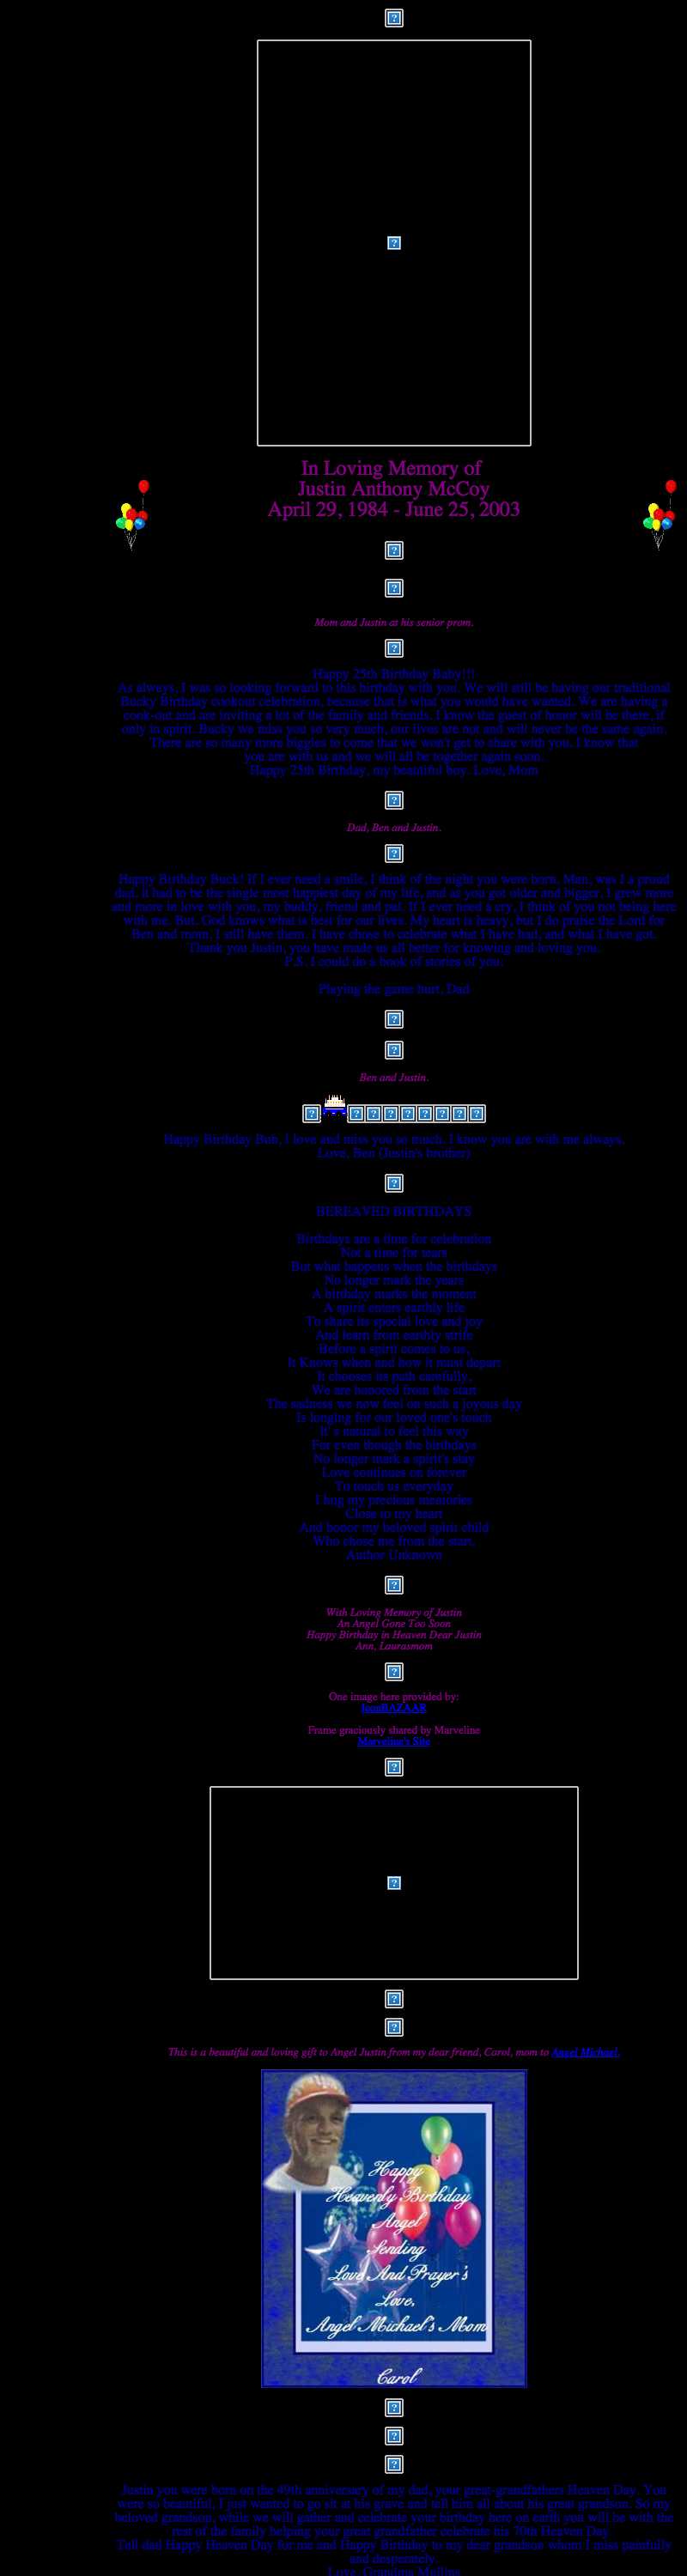 In Loving Memory of
Justin Anthony McCoy
April 29, 1984 - June 25, 2003
Mom and Justin at his senior prom.
Happy 25th Birthday Baby!!!
As always, I was so looking forward to this birthday with you. We will still be having our traditional
Bucky Birthday cookout celebration, because that is what you would have wanted. We are having a
cook-out and are inviting a lot of the family and friends. I know the guest of honor will be there, if
only in spirit. Bucky we miss you so very much, our lives are not and will never be the same again.
There are so many more biggies to come that we won't get to share with you. I know that
you are with us and we will all be together again soon.
Happy 25th Birthday, my beautiful boy. Love, Mom
Dad, Ben and Justin.
Happy Birthday Buck! If I ever need a smile, I think of the night you were born. Man, was I a proud
dad, it had to be the single most happiest day of my life, and as you got older and bigger, I grew more
and more in love with you, my buddy, friend and pal. If I ever need a cry, I think of you not being here
with me. But, God knows what is best for our lives. My heart is heavy, but I do praise the Lord for
Ben and mom, I still have them. I have chose to celebrate what I have had, and what I have got.
Thank you Justin, you have made us all better for knowing and loving you.
P.S. I could do a book of stories of you.
Playing the game hurt, Dad
Ben and Justin.
Happy Birthday Bub, I love and miss you so much. I know you are with me always.
Love, Ben (Justin's brother)
BEREAVED BIRTHDAYS
Birthdays are a time for celebration
Not a time for tears
But what happens when the birthdays
No longer mark the years
A birthday marks the moment
A spirit enters earthly life
To share its special love and joy
And learn from earthly strife
Before a spirit comes to us,
It Knows when and how it must depart
It chooses its path carefully,
We are honored from the start
The sadness we now feel on such a joyous day
Is longing for our loved one's touch
It' s natural to feel this way
For even though the birthdays
No longer mark a spirit's stay
Love continues on forever
To touch us everyday
I hug my precious memories
Close to my heart
And honor my beloved spirit child
Who chose me from the start.
Author Unknown
With Loving Memory of Justin
An Angel Gone Too Soon
Happy Birthday in Heaven Dear Justin
Ann, Laurasmom
One image here provided by:
IconBAZAAR
Frame graciously shared by Marveline
Marveline's Site
This is a beautiful and loving gift to Angel Justin from my dear friend, Carol, mom to Angel Michael.
Happy
Heavenly Birthday
Angel
Sending
Love And Prayer's
Love,
Angel Michael's Mom
Carol
Justin you were born on the 49th anniversary of my dad, your great-grandfathers Heaven Day. You
were so beautiful, I just wanted to go sit at his grave and tell him all about his great grandson. So my
beloved grandson, while we will gather and celebrate your birthday here on earth you will be with the
rest of the family helping your great grandfather celebrate his 70th Heaven Day
Tell dad Happy Heaven Day for me and Happy Birthday to my dear grandson whom I miss painfully
and desperately.
Love, Grandma Mullins